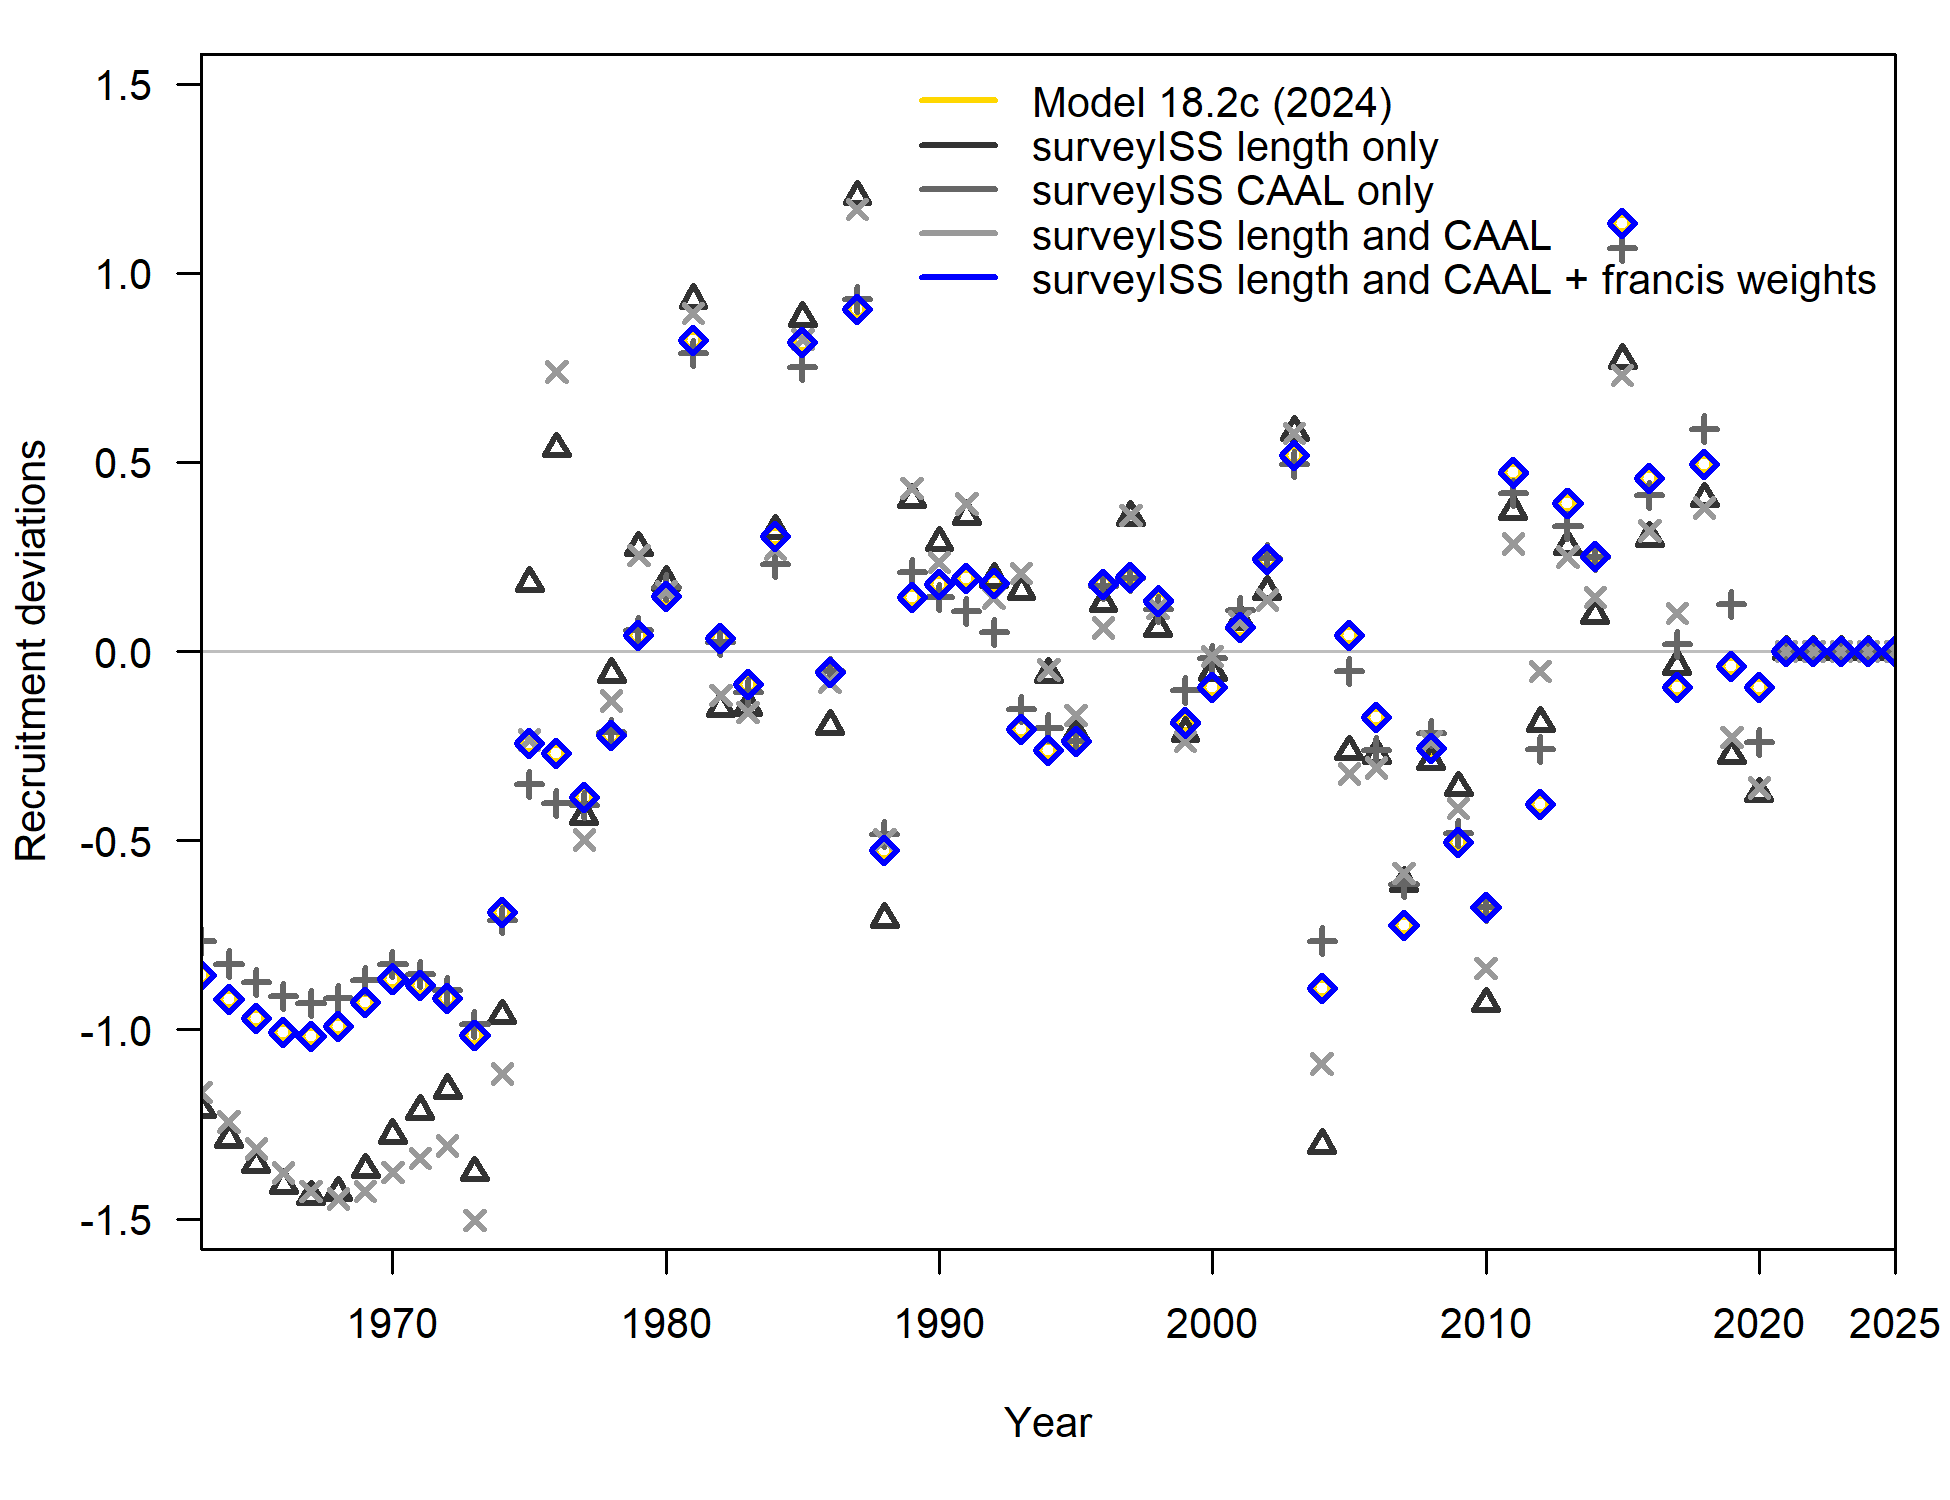 1.5
1.0
0.5
0.0
-0.5
-1.0
-1.5
Recruitment deviations
Model 18.2c (2024)
surveyISS length only
surveyISS CAAL only
surveyISS length and CAAL
surveyISS length and CAAL + francis weights
1970
1980
1990
2000
2010
2020
2025
Year